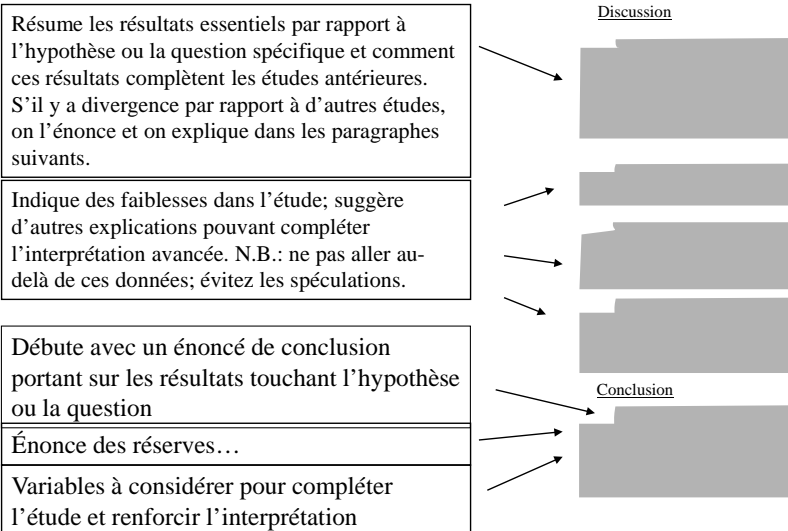 Résume les résultats essentiels par rapport à
l’hypothèse ou la question spécifique et comment
ces résultats complètent les études antérieures.
S’il y a divergence par rapport à d’autres études,
on l’énonce et on explique dans les paragraphes
suivants.
Indique des faiblesses dans l’étude; suggère
d’autres explications pouvant compléter
l’interprétation avancée. N.B.: ne pas aller au-
delà de ces données; évitez les spéculations.
Débute avec un énoncé de conclusion
portant sur les résultats touchant l’hypothèse
ou la question
Énonce des réserves…
Variables à considérer pour compléter
l’étude et renforcir l’interprétation
Discussion
Conclusion